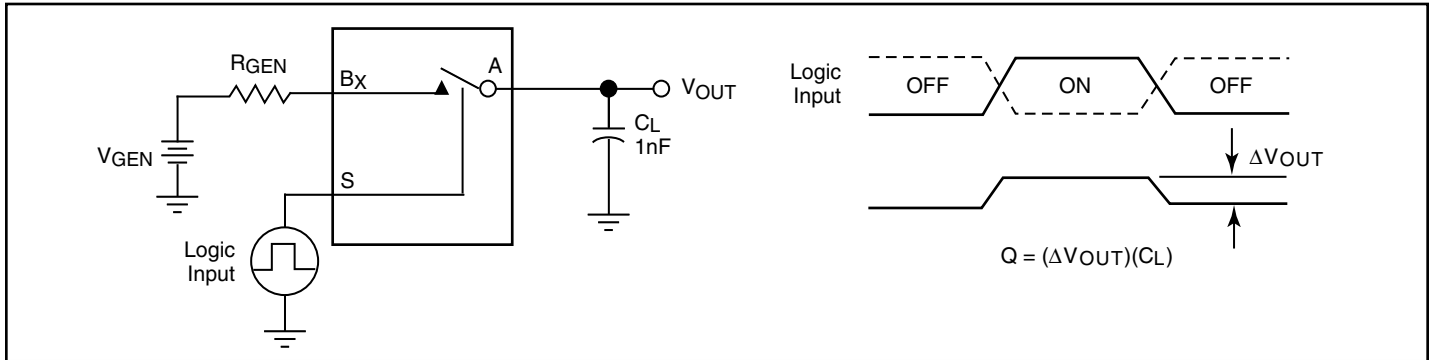 RGEN
BX
A
VOUT
CL
1nF
VGEN
S
Logic
Input
Logic
Input
OFF
ON
OFF
ΔVOUT
Q = (ΔVOUT)(CL)